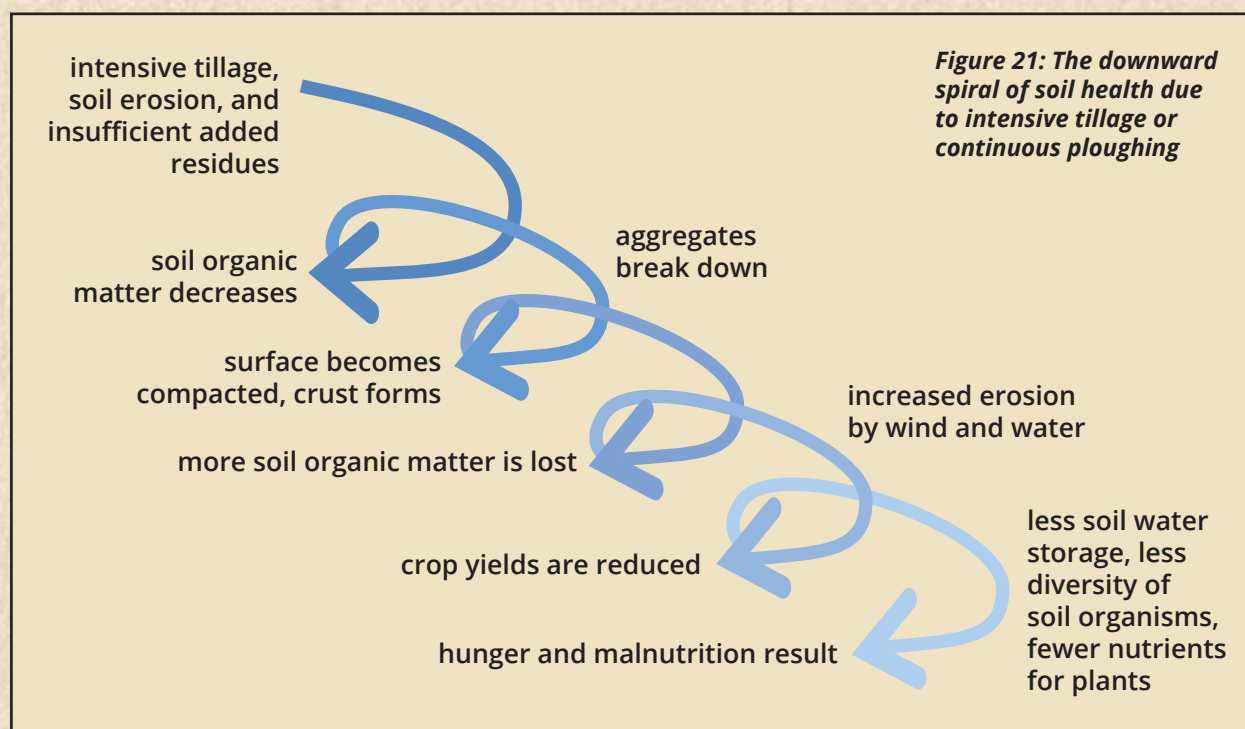 Figure 21: The downward
spiral of soil health due
to intensive tillage or
continuous ploughing
intensive tillage,
soil erosion, and
insufficient added
residues
soil organic
matter decreases
aggregates
break down
surface becomes
compacted, crust forms
more soil organic matter is lost
increased erosion
by wind and water
crop yields are reduced
less soil water
storage, less
diversity of
soil organisms,
fewer nutrients
for plants
hunger and malnutrition result